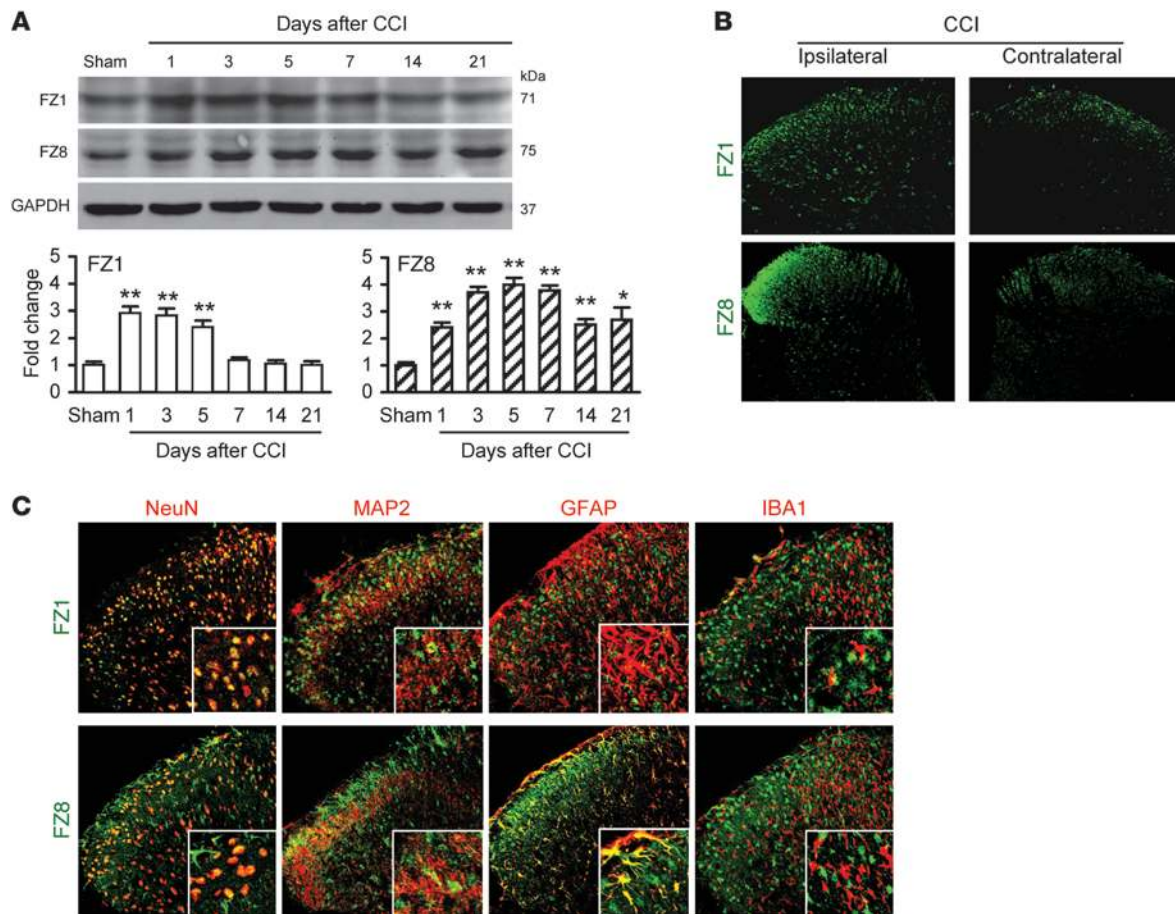 A
Days after CCI
Sham 1 3 5 7 14 21
kDa
FZ1 71
FZ8 75
GAPDH 37
Fold change
5
4
3
2
1
0
FZ1
** ** **
Sham 1 3 5 7 14 21
Days after CCI
5
4
3
2
1
0
FZ8
** ** ** ** ** *
Sham 1 3 5 7 14 21
Days after CCI
B
CCI
Ipsilateral Contralateral
FZ1
FZ8
C
NeuN MAP2 GFAP IBA1
FZ1
FZ8